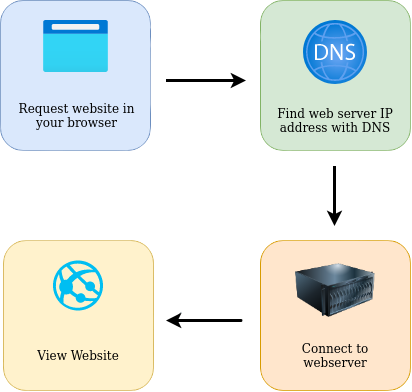 Request website in
your browser
DNS
Find web server IP
address with DNS
View Website
Connect to
webserver